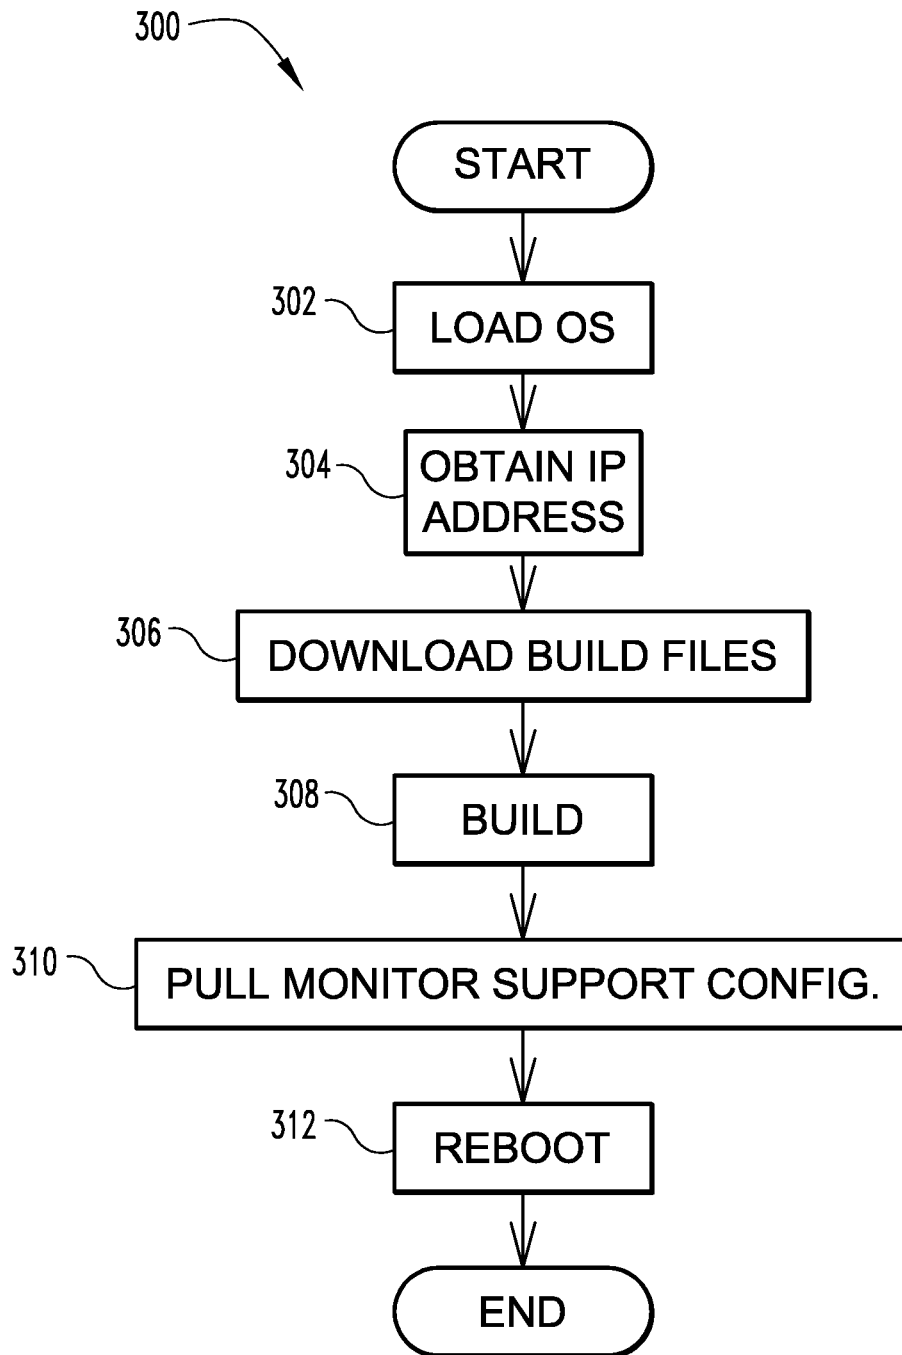 300
START
302
LOAD OS
304
OBTAIN IP
ADDRESS
306
DOWNLOAD BUILD FILES
308
BUILD
310
PULL MONITOR SUPPORT CONFIG.
312
REBOOT
END